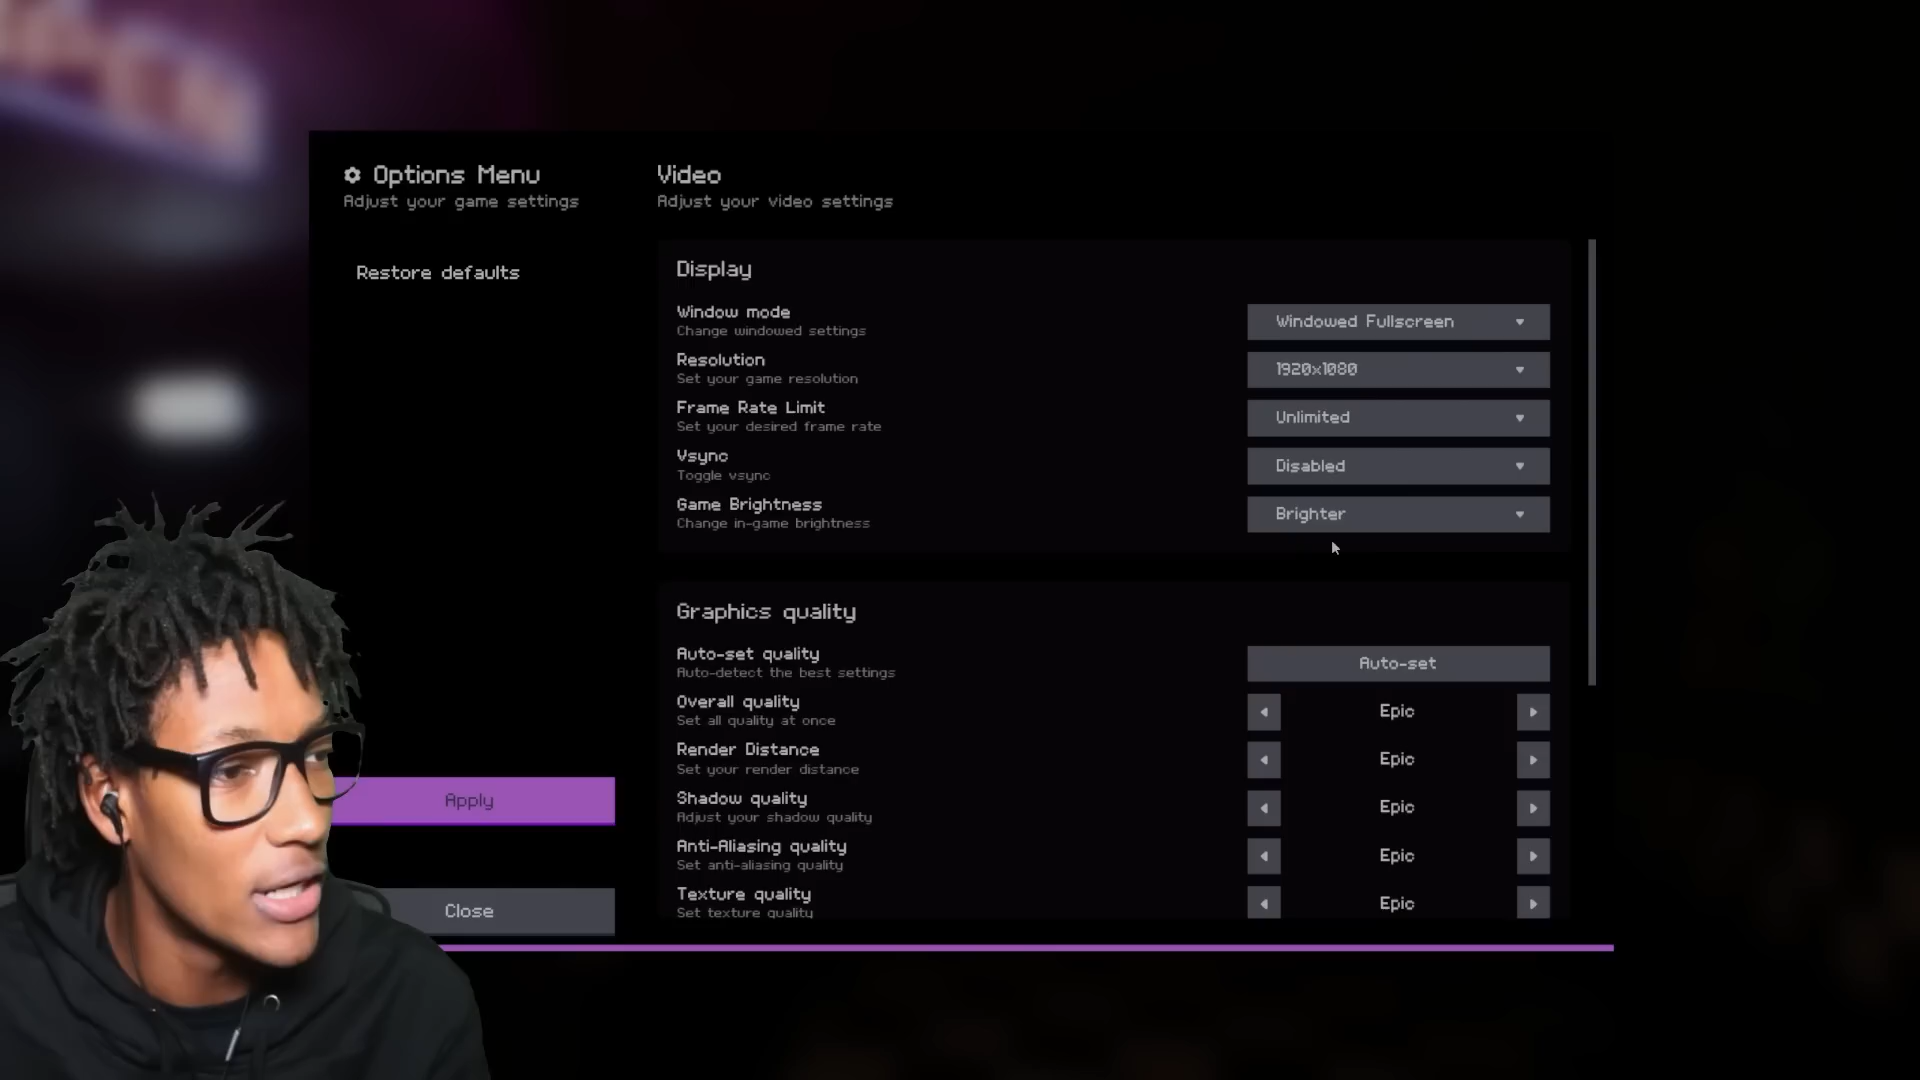 Options Menu
Adjust your game settings
Restore defaults
Apply
Close
Video
Adjust your video settings
Display
Window mode
Change windowed settings
Windowed Fullscreen
Resolution
Set your game resolution
1920x1080
Frame Rate Limit
Set your desired frame rate
Unlimited
Vsync
Toggle vsync
Disabled
Game Brightness
Change in-game brightness
Brighter
Graphics quality
Auto-set quality
Auto-detect the best settings
Auto-set
Overall quality
Set all quality at once
Epic
Render Distance
Set your render distance
Epic
Shadow quality
Adjust your shadow quality
Epic
Anti-Aliasing quality
Set anti-aliasing quality
Epic
Texture quality
Set texture quality
Epic